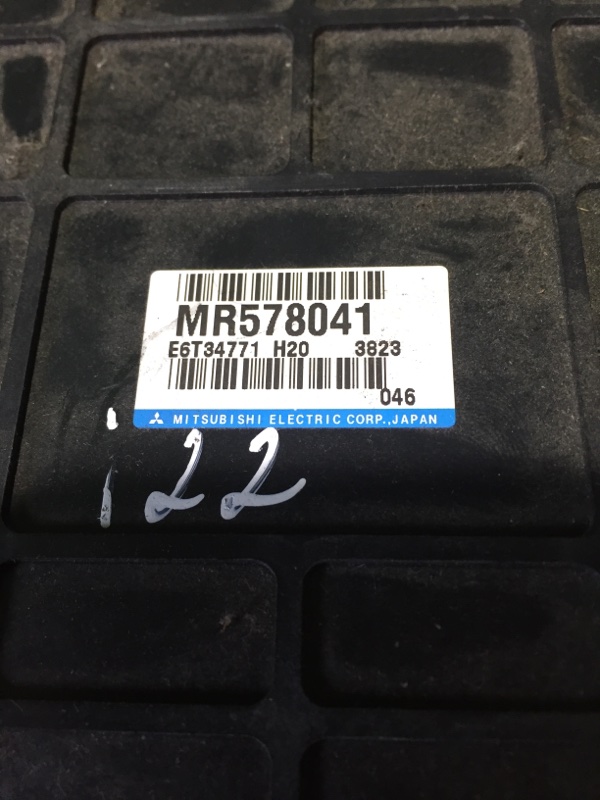 MR578041
E6T34771 H20 3823
046
MITSUBISHI ELECTRIC CORP.,JAPAN
122